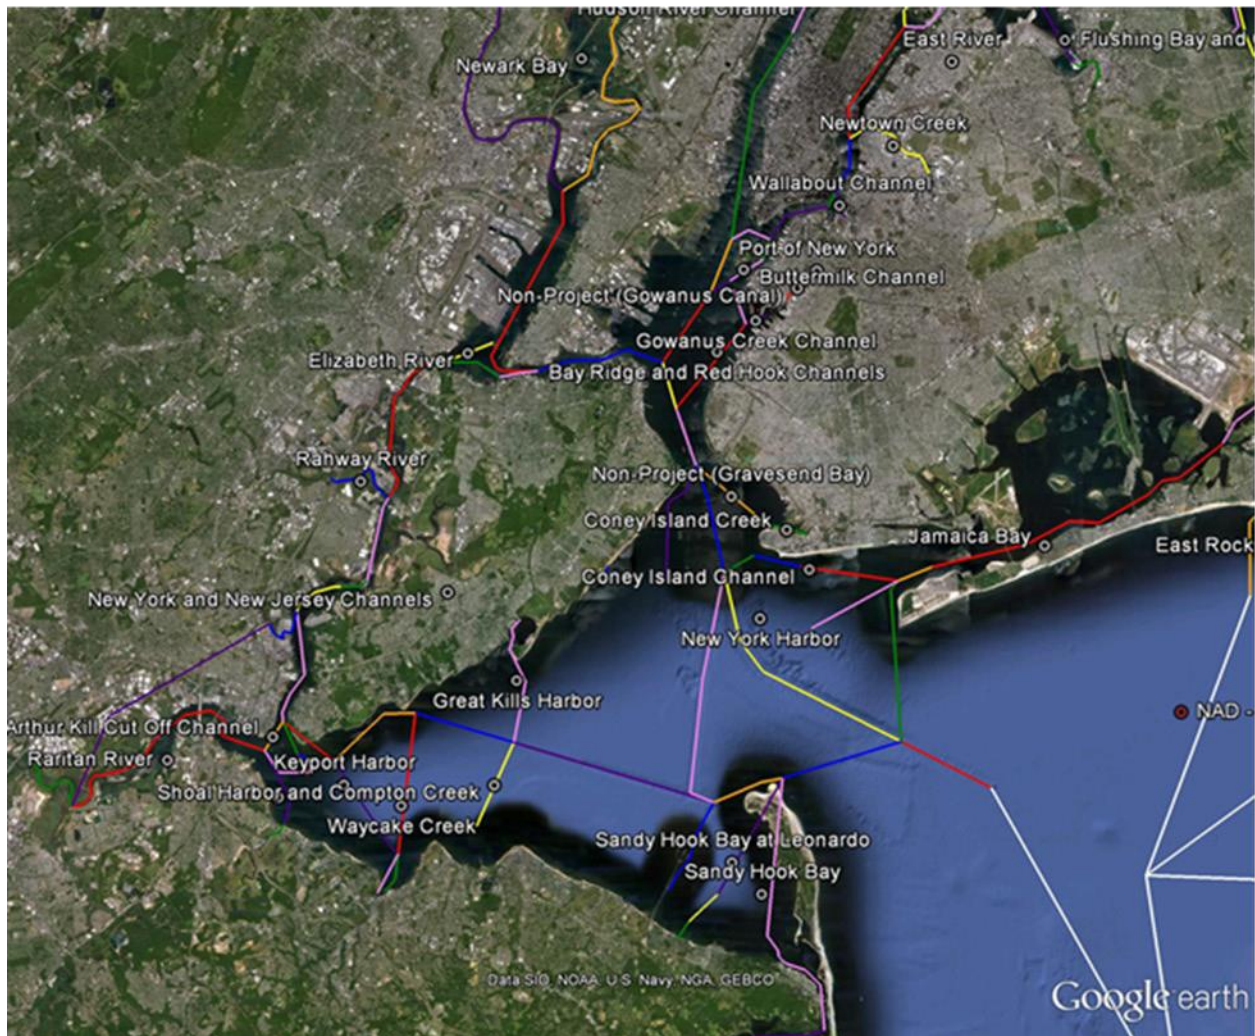 Hudson River Channel
East River
Flushing Bay and
Newark Bay
Newtown Creek
Wallabout Channel
Port of New York
Buttermilk Channel
Non-Project (Gowanus Canal)
Gowanus Creek Channel
Elizabeth River
Bay Ridge and Red Hook Channels
Rahway River
Non-Project (Gravesend Bay)
Coney Island Creek
Jamaica Bay
East Rock
Coney Island Channel
New York and New Jersey Channels
New York Harbor
Great Kills Harbor
NAD -
Arthur Kill Cut Off Channel
Raritan River
Keyport Harbor
Shoal Harbor and Compton Creek
Waycake Creek
Sandy Hook Bay at Leonardo
Sandy Hook Bay
Data SIO, NOAA, U.S. Navy, NGA, GEBCO
Google earth